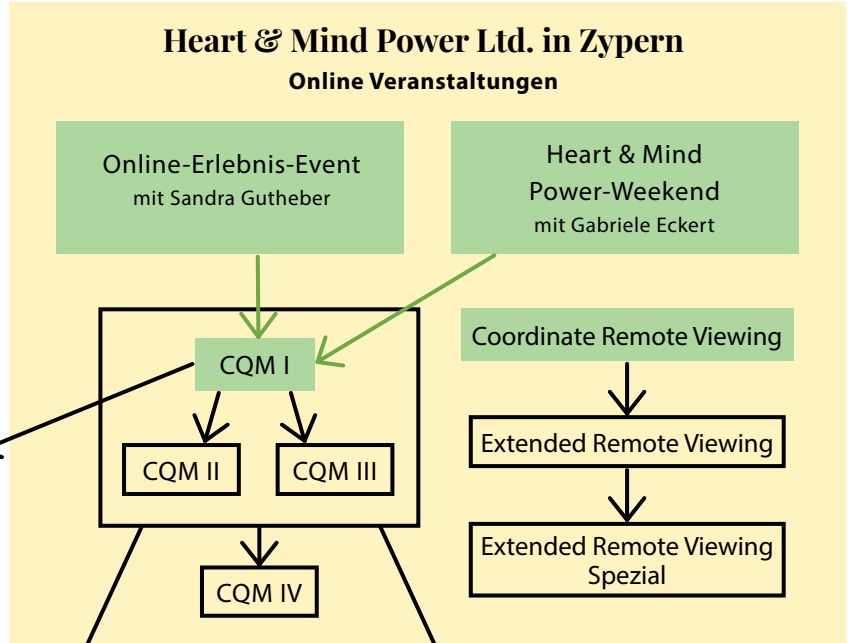 Heart & Mind Power Ltd. in Zypern
Online Veranstaltungen
Online-Erlebnis-Event
mit Sandra Gutheber
Heart & Mind
Power-Weekend
mit Gabriele Eckert
CQM I
CQM II
CQM III
CQM IV
Coordinate Remote Viewing
Extended Remote Viewing
Extended Remote Viewing
Spezial